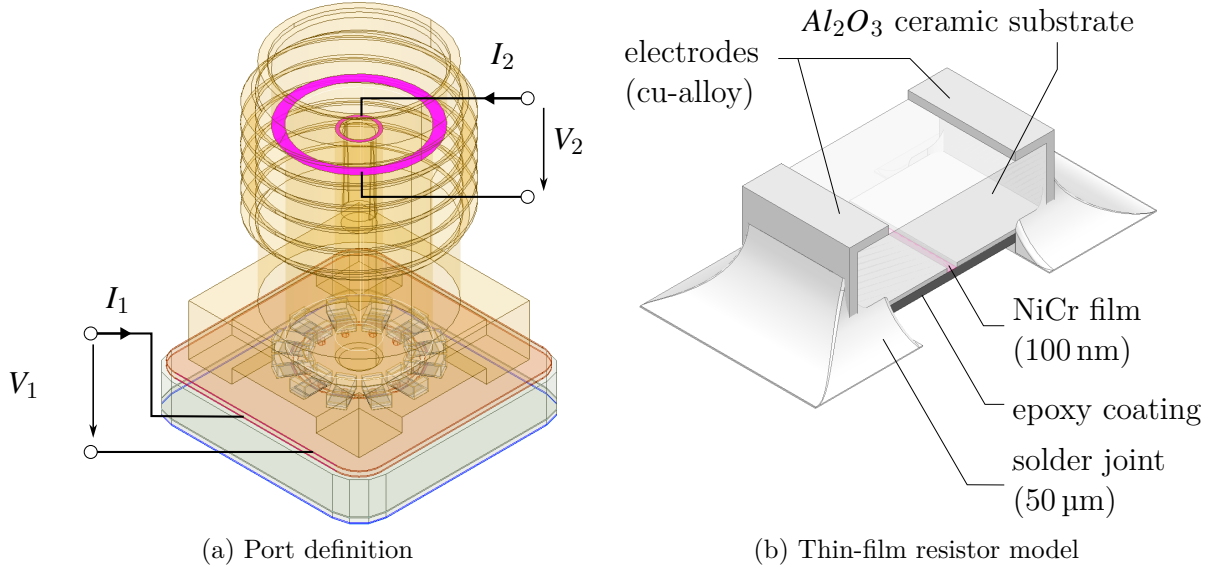 I₂
V₂
I₁
V₁
(a) Port definition
Al₂O₃ ceramic substrate
electrodes
(cu-alloy)
NiCr film
(100 nm)
epoxy coating
solder joint
(50 µm)
(b) Thin-film resistor model